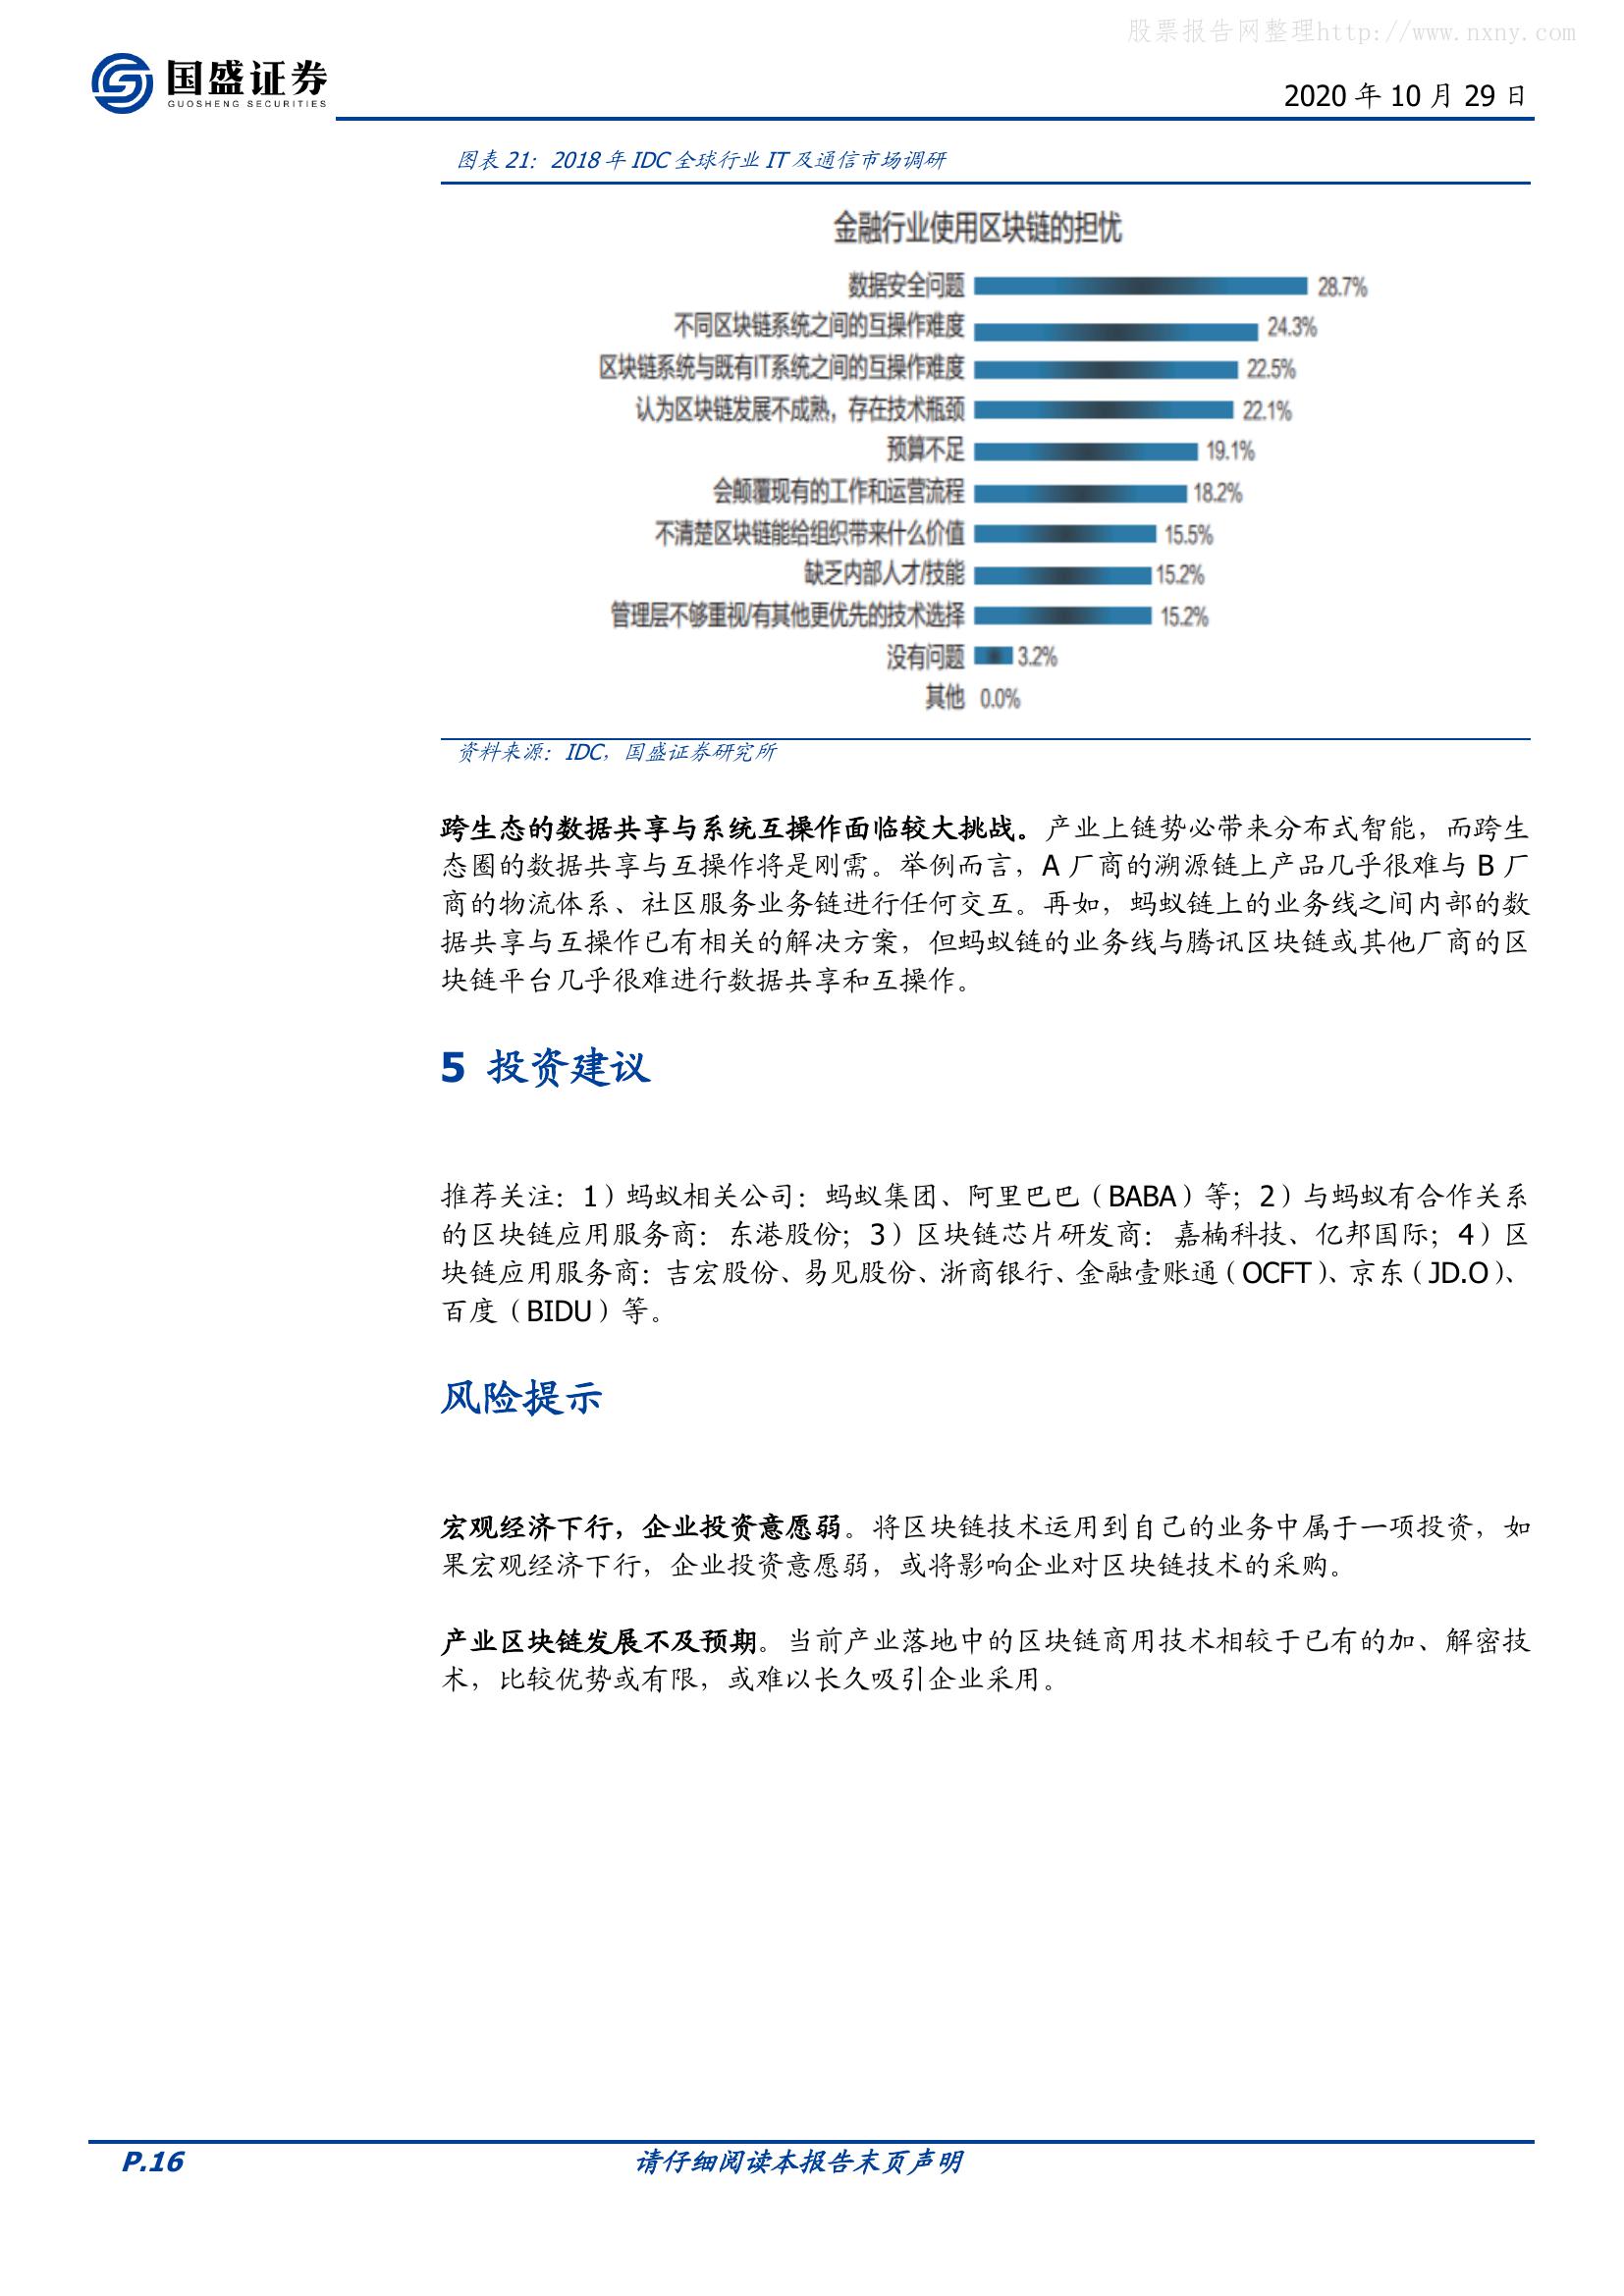 股票报告网整理http://www.nxny.com
国盛证券
GUOSHENG SECURITIES
2020 年 10 月 29 日
图表 21：2018 年 IDC 全球行业 IT 及通信市场调研
金融行业使用区块链的担忧
数据安全问题 28.7%
不同区块链系统之间的互操作难度 24.3%
区块链系统与既有IT系统之间的互操作难度 22.5%
认为区块链发展不成熟，存在技术瓶颈 22.1%
预算不足 19.1%
会颠覆现有的工作和运营流程 18.2%
不清楚区块链能给组织带来什么价值 15.5%
缺乏内部人才/技能 15.2%
管理层不够重视/有其他更优先的技术选择 15.2%
没有问题 3.2%
其他 0.0%
资料来源：IDC，国盛证券研究所
跨生态的数据共享与系统互操作面临较大挑战。产业上链势必带来分布式智能，而跨生
态圈的数据共享与互操作将是刚需。举例而言，A 厂商的溯源链上产品几乎很难与 B 厂
商的物流体系、社区服务业务链进行任何交互。再如，蚂蚁链上的业务线之间内部的数
据共享与互操作已有相关的解决方案，但蚂蚁链的业务线与腾讯区块链或其他厂商的区
块链平台几乎很难进行数据共享和互操作。
5 投资建议
推荐关注：1）蚂蚁相关公司：蚂蚁集团、阿里巴巴（BABA）等；2）与蚂蚁有合作关系
的区块链应用服务商：东港股份；3）区块链芯片研发商：嘉楠科技、亿邦国际；4）区
块链应用服务商：吉宏股份、易见股份、浙商银行、金融壹账通（OCFT）、京东（JD.O）、
百度（BIDU）等。
风险提示
宏观经济下行，企业投资意愿弱。将区块链技术运用到自己的业务中属于一项投资，如
果宏观经济下行，企业投资意愿弱，或将影响企业对区块链技术的采购。
产业区块链发展不及预期。当前产业落地中的区块链商用技术相较于已有的加、解密技
术，比较优势或有限，或难以长久吸引企业采用。
P.16
请仔细阅读本报告末页声明